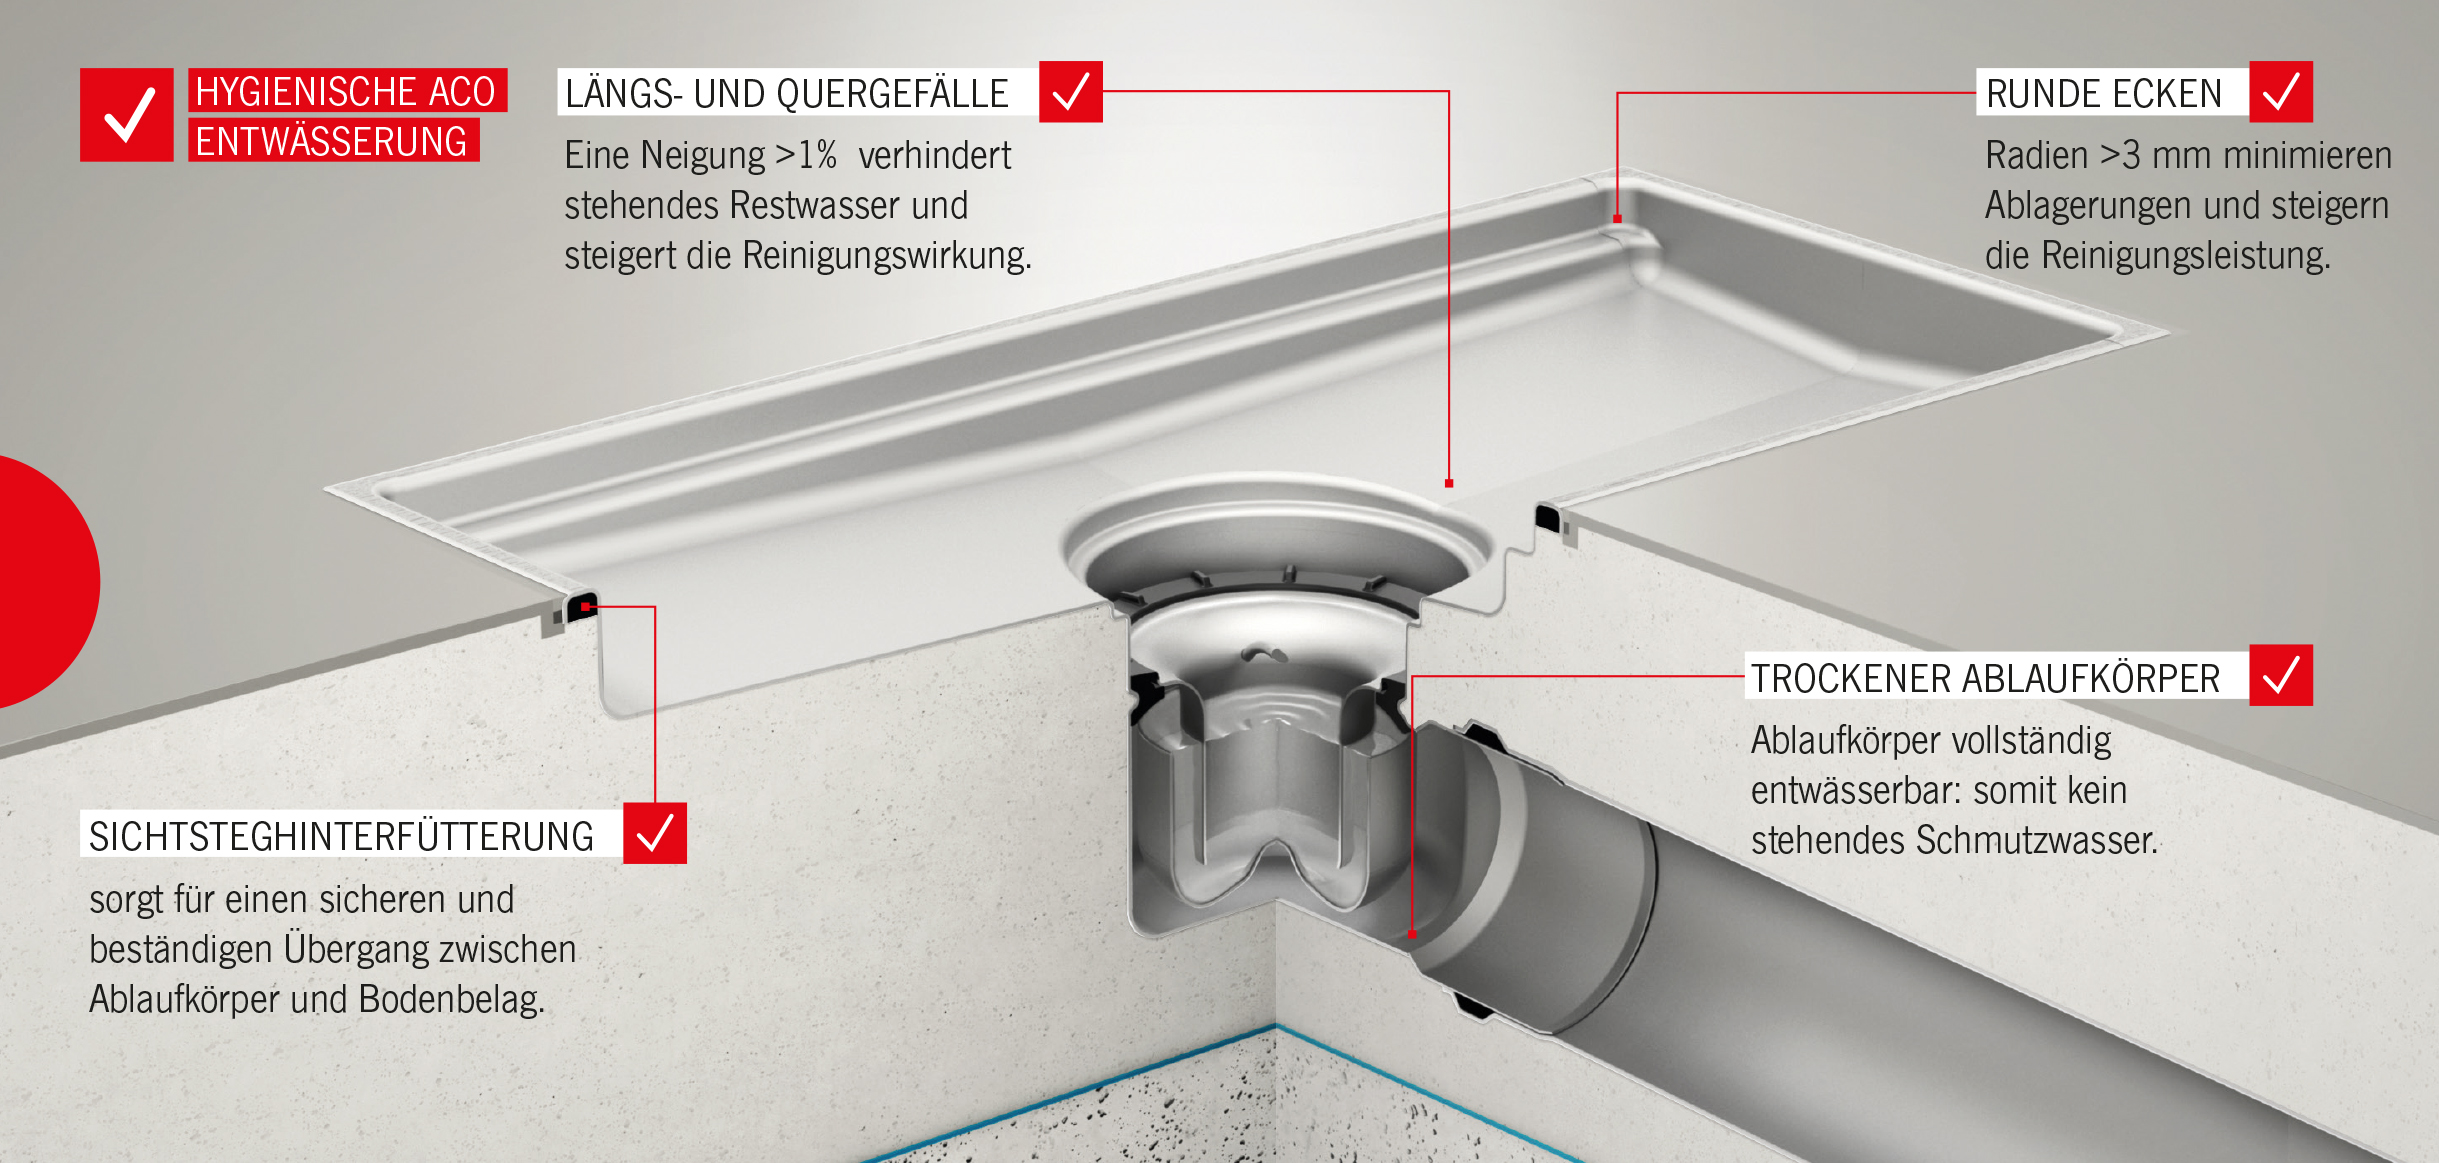 HYGIENISCHE ACO
ENTWÄSSERUNG
LÄNGS- UND QUERGEFÄLLE
Eine Neigung >1% verhindert
stehendes Restwasser und
steigert die Reinigungswirkung.
RUNDE ECKEN
Radien >3 mm minimieren
Ablagerungen und steigern
die Reinigungsleistung.
TROCKENER ABLAUFKÖRPER
Ablaufkörper vollständig
entwässerbar: somit kein
stehendes Schmutzwasser.
SICHTSTEGHINTERFÜTTERUNG
sorgt für einen sicheren und
beständigen Übergang zwischen
Ablaufkörper und Bodenbelag.